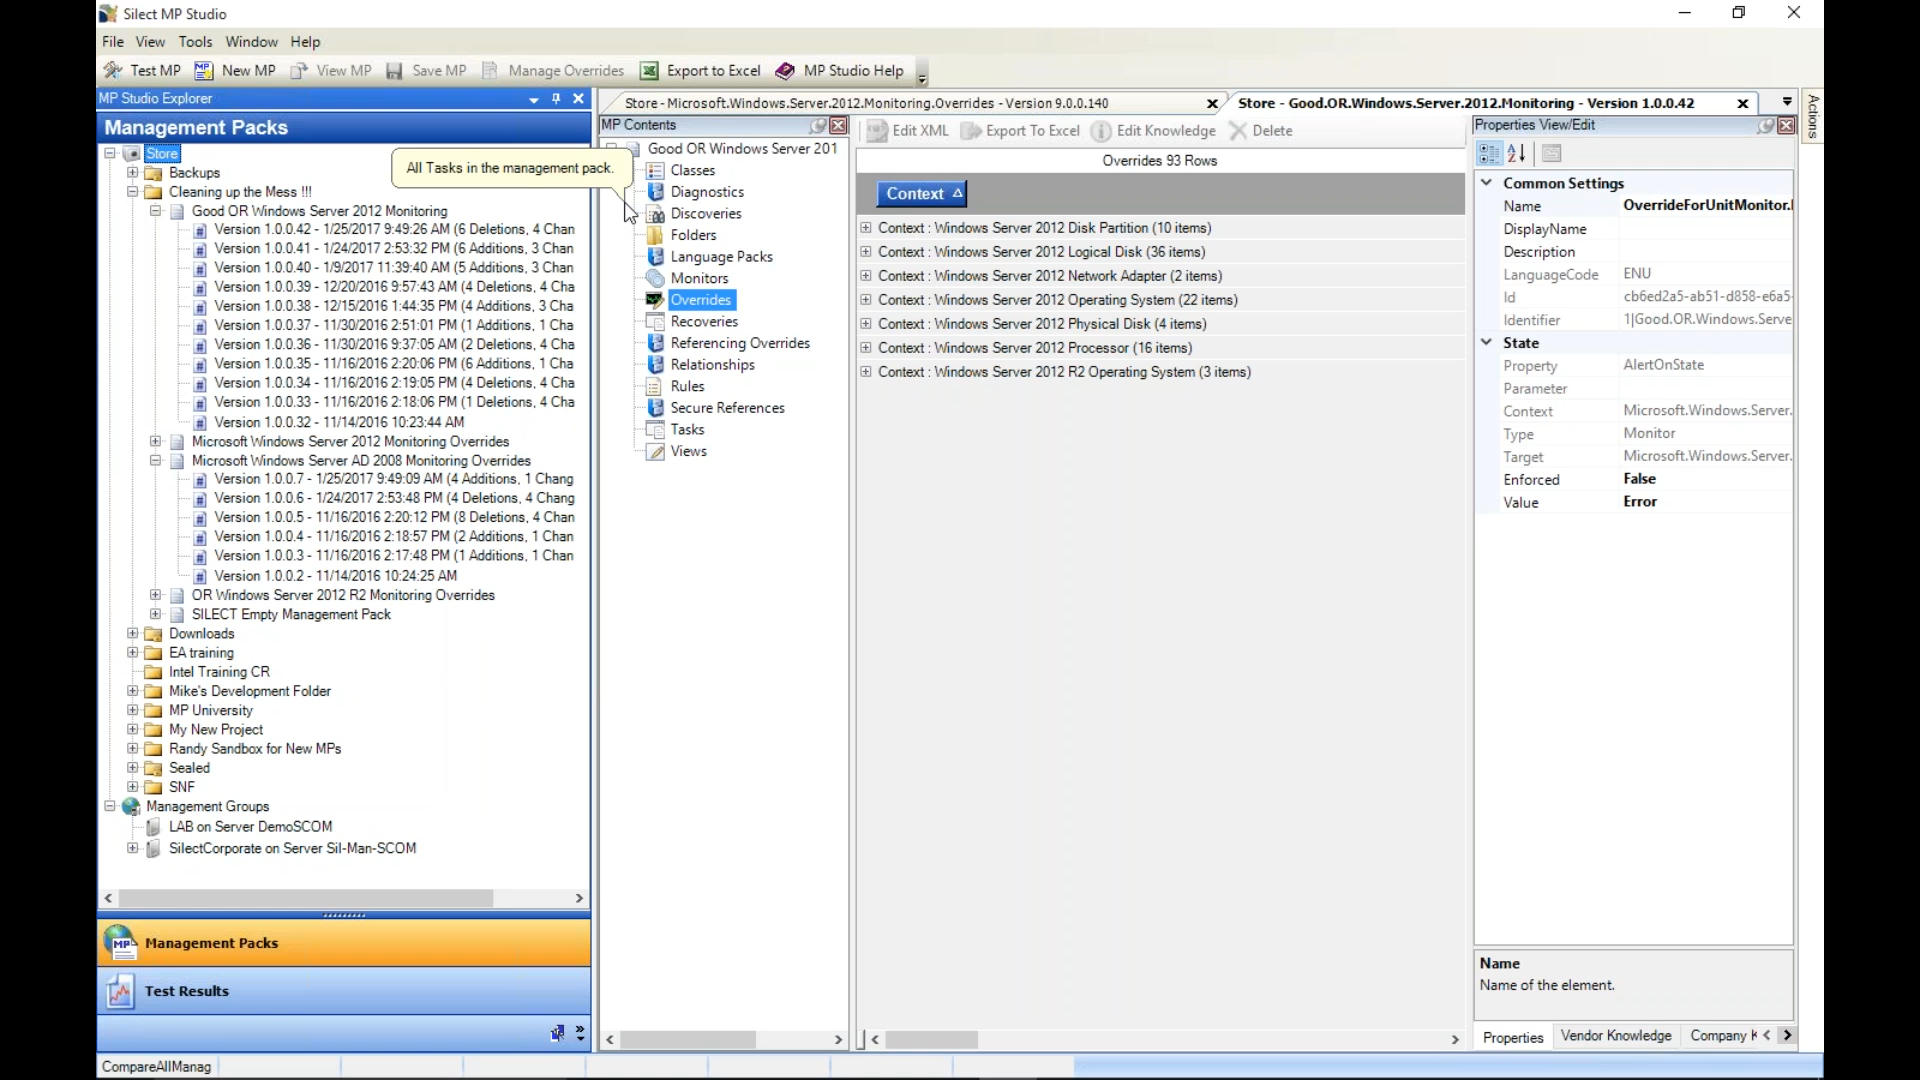 Silect MP Studio
File View Tools Window Help
Test MP New MP View MP Save MP Manage Overrides Export to Excel MP Studio Help
MP Studio Explorer
Management Packs
Store
Backups
Cleaning up the Mess !!!
Good OR Windows Server 2012 Monitoring
Version 1.0.0.42 - 1/25/2017 9:49:26 AM (6 Deletions, 4 Chan
Version 1.0.0.41 - 1/24/2017 2:53:32 PM (6 Additions, 3 Chan
Version 1.0.0.40 - 1/9/2017 11:39:40 AM (5 Additions, 3 Chan
Version 1.0.0.39 - 12/20/2016 9:57:43 AM (4 Deletions, 4 Cha
Version 1.0.0.38 - 12/15/2016 1:44:35 PM (4 Additions, 3 Cha
Version 1.0.0.37 - 11/30/2016 2:51:01 PM (1 Additions, 1 Cha
Version 1.0.0.36 - 11/30/2016 9:37:05 AM (2 Deletions, 4 Cha
Version 1.0.0.35 - 11/16/2016 2:20:06 PM (6 Additions, 1 Cha
Version 1.0.0.34 - 11/16/2016 2:19:05 PM (4 Deletions, 4 Cha
Version 1.0.0.33 - 11/16/2016 2:18:06 PM (1 Deletions, 4 Cha
Version 1.0.0.32 - 11/14/2016 10:23:44 AM
Microsoft Windows Server 2012 Monitoring Overrides
Microsoft Windows Server AD 2008 Monitoring Overrides
Version 1.0.0.7 - 1/25/2017 9:49:09 AM (4 Additions, 1 Chang
Version 1.0.0.6 - 1/24/2017 2:53:48 PM (4 Deletions, 4 Chang
Version 1.0.0.5 - 11/16/2016 2:20:12 PM (8 Deletions, 4 Chan
Version 1.0.0.4 - 11/16/2016 2:18:57 PM (2 Additions, 1 Chan
Version 1.0.0.3 - 11/16/2016 2:17:48 PM (1 Additions, 1 Chan
Version 1.0.0.2 - 11/14/2016 10:24:25 AM
OR Windows Server 2012 R2 Monitoring Overrides
SILECT Empty Management Pack
Downloads
EA training
Intel Training CR
Mike's Development Folder
MP University
My New Project
Randy Sandbox for New MPs
Sealed
SNF
Management Groups
LAB on Server DemoSCOM
SilectCorporate on Server Sil-Man-SCOM
Management Packs
Test Results
CompareAllManag
All Tasks in the management pack.
Store - Microsoft.Windows.Server.2012.Monitoring.Overrides - Version 9.0.0.140
Store - Good.OR.Windows.Server.2012.Monitoring - Version 1.0.0.42
MP Contents
Good OR Windows Server 201
Classes
Diagnostics
Discoveries
Folders
Language Packs
Monitors
Overrides
Recoveries
Referencing Overrides
Relationships
Rules
Secure References
Tasks
Views
Edit XML Export To Excel Edit Knowledge Delete
Overrides 93 Rows
Context
Context : Windows Server 2012 Disk Partition (10 items)
Context : Windows Server 2012 Logical Disk (36 items)
Context : Windows Server 2012 Network Adapter (2 items)
Context : Windows Server 2012 Operating System (22 items)
Context : Windows Server 2012 Physical Disk (4 items)
Context : Windows Server 2012 Processor (16 items)
Context : Windows Server 2012 R2 Operating System (3 items)
Properties View/Edit
Common Settings
Name OverrideForUnitMonitor.
DisplayName
Description
LanguageCode ENU
Id cb6ed2a5-ab51-d858-e6a5-
Identifier 1|Good.OR.Windows.Serve
State
Property AlertOnState
Parameter
Context Microsoft.Windows.Server.
Type Monitor
Target Microsoft.Windows.Server.
Enforced False
Value Error
Name
Name of the element.
Properties Vendor Knowledge Company K
Actions